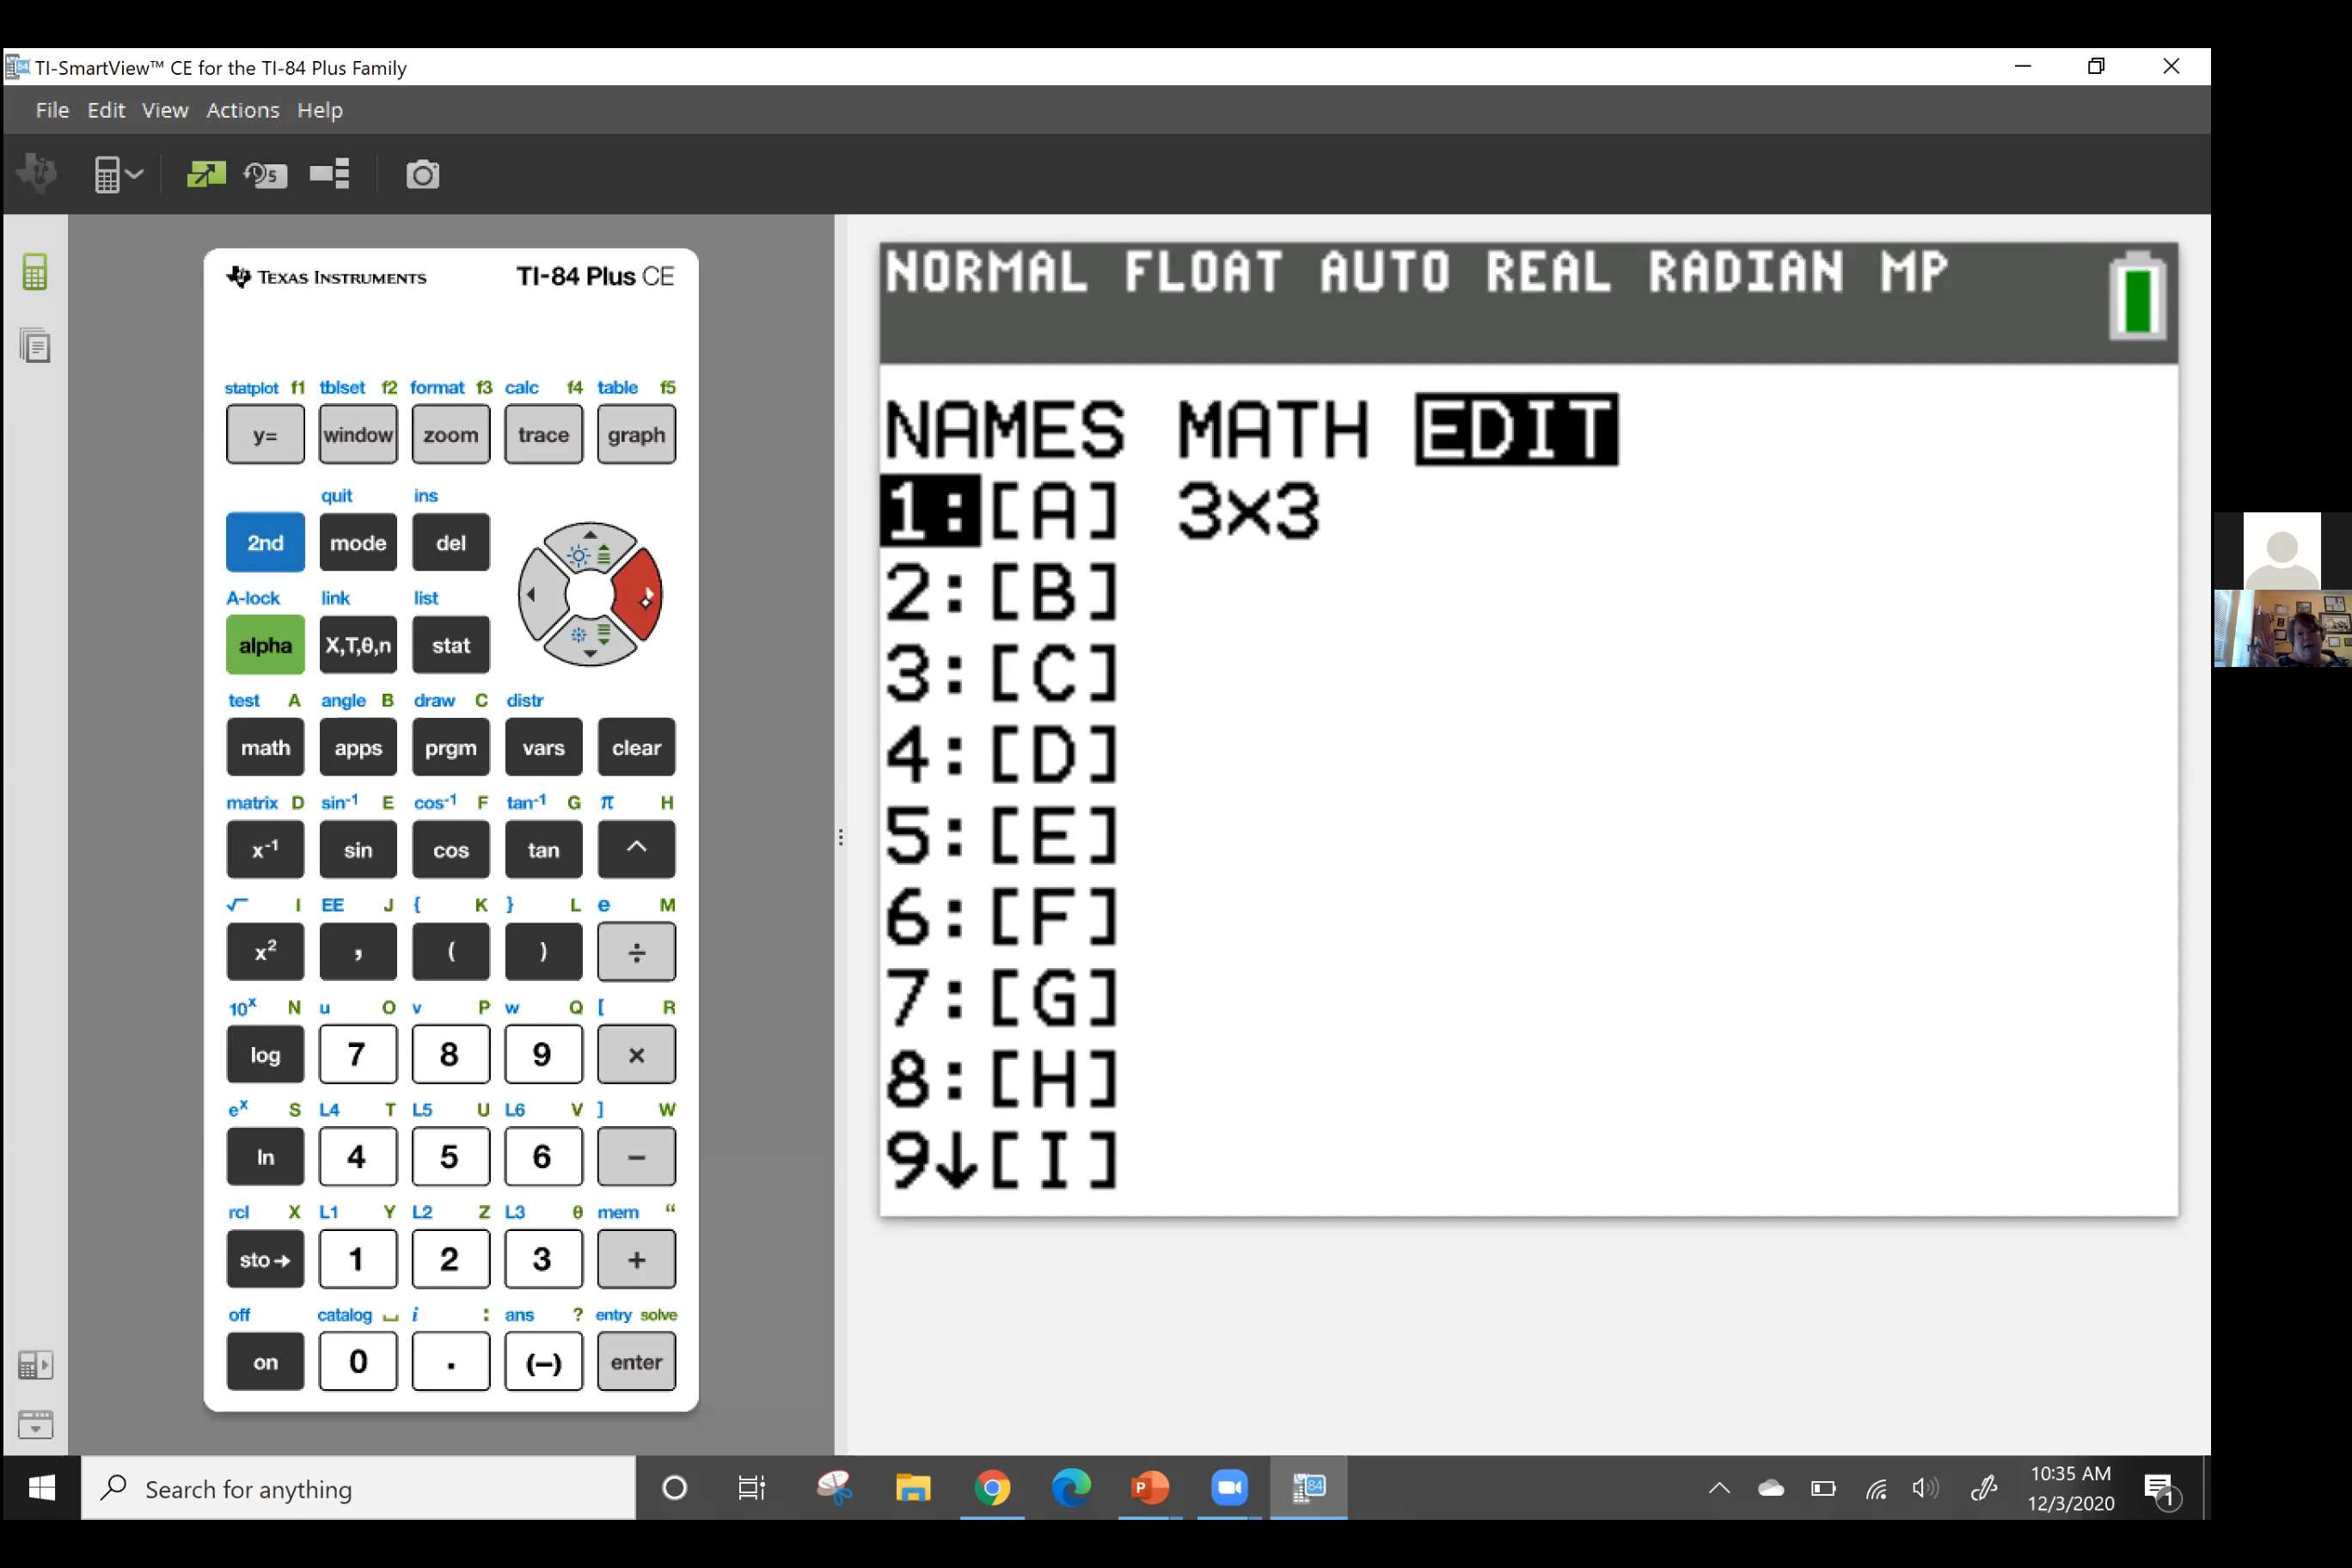 TI-SmartView™ CE for the TI-84 Plus Family
File Edit View Actions Help
5
TEXAS INSTRUMENTS TI-84 Plus CE
statplot f1 tblset f2 format f3 calc f4 table f5
y= window zoom trace graph
quit ins
2nd mode del
A-lock link list
alpha X,T,θ,n stat
test A angle B draw C distr
math apps prgm vars clear
matrix D sin⁻¹ E cos⁻¹ F tan⁻¹ G π H
x⁻¹ sin cos tan ^
√ I EE J { K } L e M
x² , ( ) ÷
10ˣ N u O v P w Q [ R
log 7 8 9 ×
eˣ S L4 T L5 U L6 V ] W
ln 4 5 6 −
rcl X L1 Y L2 Z L3 θ mem “
sto→ 1 2 3 +
off catalog ⎵ i : ans ? entry solve
on 0 . (−) enter
NORMAL FLOAT AUTO REAL RADIAN MP
NAMES MATH EDIT
1:[A] 3×3
2:[B]
3:[C]
4:[D]
5:[E]
6:[F]
7:[G]
8:[H]
9↓[I]
Search for anything
P
84
10:35 AM
12/3/2020
1